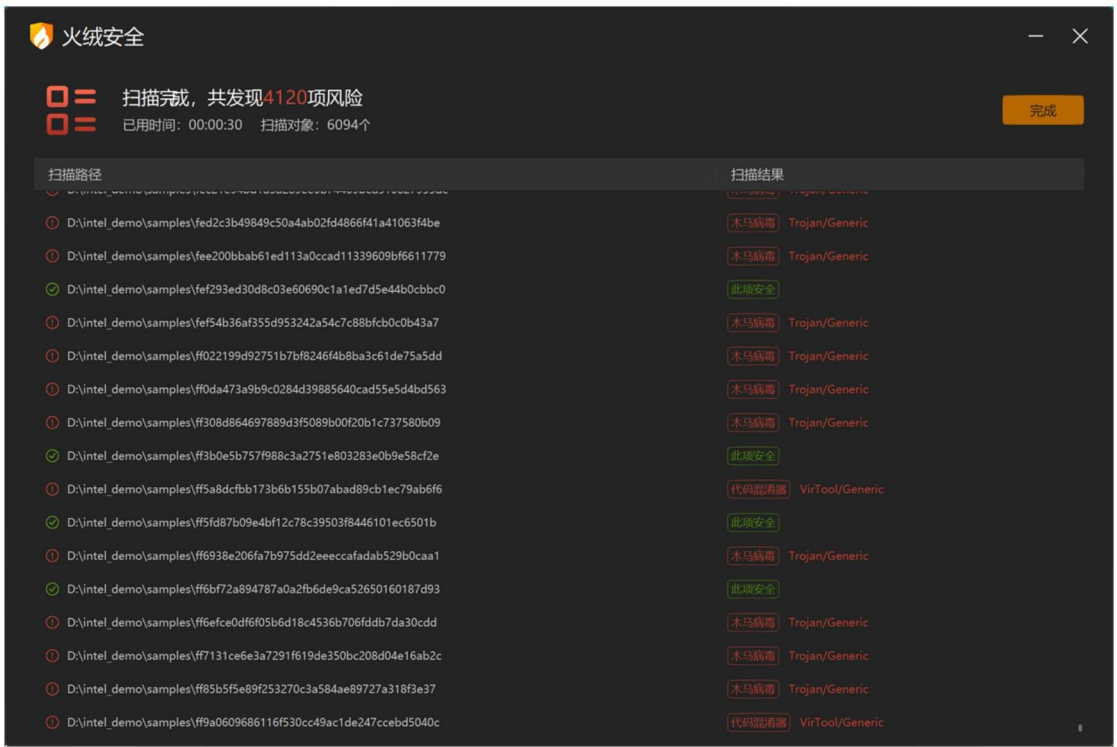 火绒安全
扫描完成，共发现4120项风险
已用时间：00:00:30 扫描对象：6094个
完成
扫描路径 扫描结果
D:\intel_demo\samples\fed2c3b49849c50a4ab02fd4866f41a41063f4be 木马病毒 Trojan/Generic
D:\intel_demo\samples\fee200bbab61ed113a0ccad11339609bf6611779 木马病毒 Trojan/Generic
D:\intel_demo\samples\fef293ed30d8c03e60690c1a1ed7d5e44b0cbbc0 此项安全
D:\intel_demo\samples\fef54b36af355d953242a54c7c88bfcb0c0b43a7 木马病毒 Trojan/Generic
D:\intel_demo\samples\ff022199d92751b7bf8246f4b8ba3c61de75a5dd 木马病毒 Trojan/Generic
D:\intel_demo\samples\ff0da473a9b9c0284d39885640cad55e5d4bd563 木马病毒 Trojan/Generic
D:\intel_demo\samples\ff308d864697889d3f5089b00f20b1c737580b09 木马病毒 Trojan/Generic
D:\intel_demo\samples\ff3b0e5b757f988c3a2751e803283e0b9e58cf2e 此项安全
D:\intel_demo\samples\ff5a8dcfbb173b6b155b07abad89cb1ec79ab6f6 代码混淆器 VirTool/Generic
D:\intel_demo\samples\ff5fd87b09e4bf12c78c39503f8446101ec6501b 此项安全
D:\intel_demo\samples\ff6938e206fa7b975dd2eeeccafadab529b0caa1 木马病毒 Trojan/Generic
D:\intel_demo\samples\ff6bf72a894787a0a2fb6de9ca52650160187d93 此项安全
D:\intel_demo\samples\ff6efce0df6f05b6d18c4536b706fddb7da30cdd 木马病毒 Trojan/Generic
D:\intel_demo\samples\ff7131ce6e3a7291f619de350bc208d04e16ab2c 木马病毒 Trojan/Generic
D:\intel_demo\samples\ff85b5f5e89f253270c3a584ae89727a318f3e37 木马病毒 Trojan/Generic
D:\intel_demo\samples\ff9a0609686116f530cc49ac1de247ccebd5040c 代码混淆器 VirTool/Generic